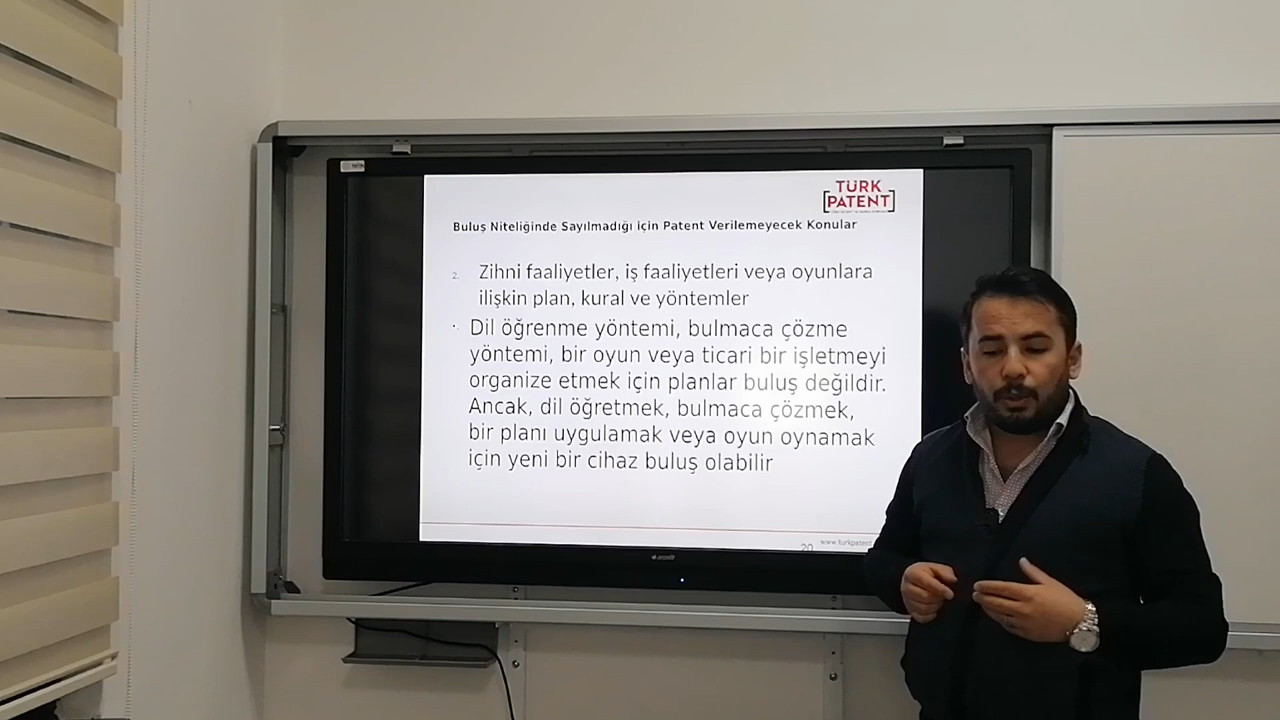 TÜRK
PATENT
Buluş Niteliğinde Sayılmadığı için Patent Verilemeyecek Konular
2. Zihni faaliyetler, iş faaliyetleri veya oyunlara
ilişkin plan, kural ve yöntemler
· Dil öğrenme yöntemi, bulmaca çözme
yöntemi, bir oyun veya ticari bir işletmeyi
organize etmek için planlar buluş değildir.
Ancak, dil öğretmek, bulmaca çözmek,
bir planı uygulamak veya oyun oynamak
için yeni bir cihaz buluş olabilir
20
www.turkpatent